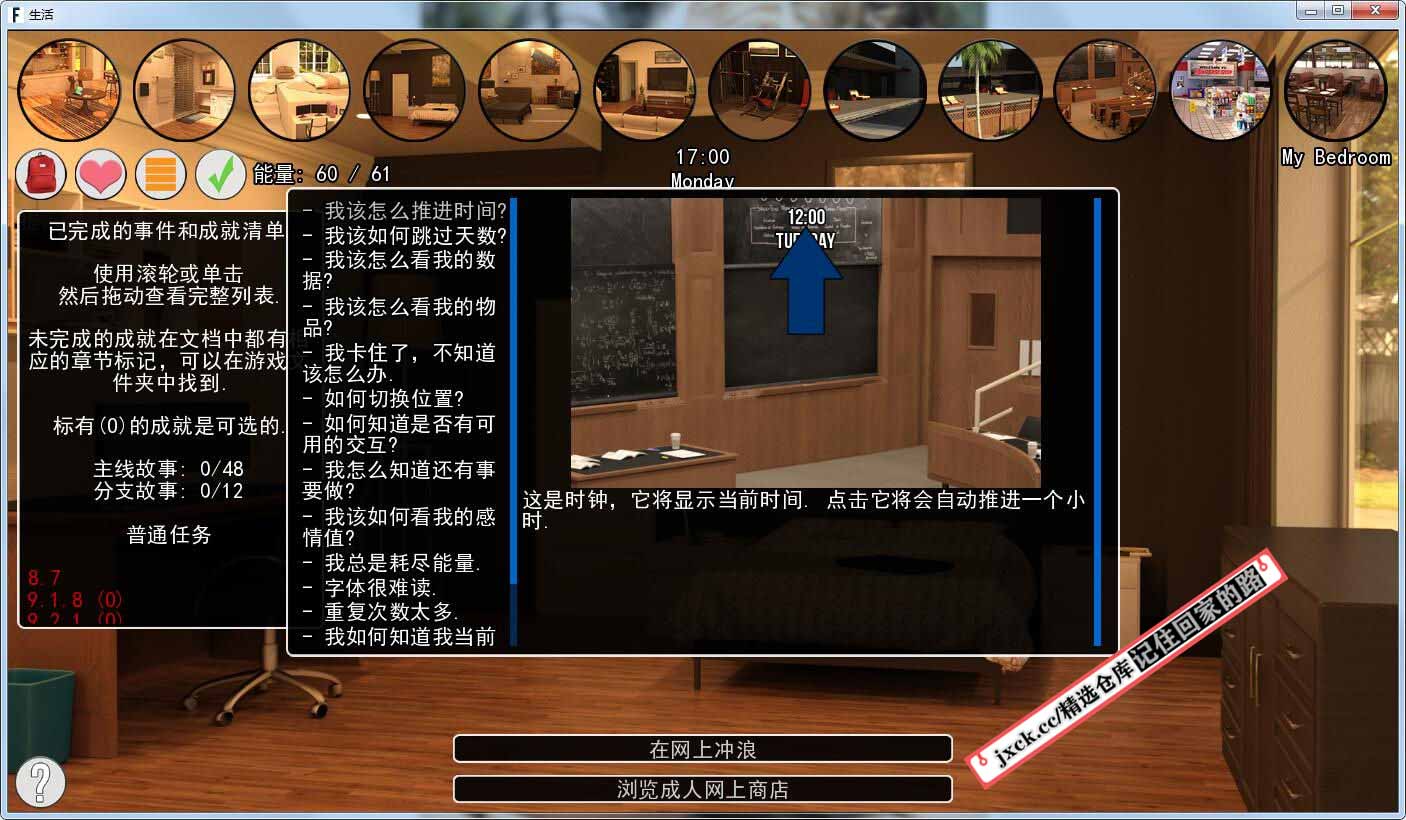 生活
能量: 60 / 61
17:00
Monday
My Bedroom
已完成的事件和成就清单
使用滚轮或单击
然后拖动查看完整列表.
未完成的成就在文档中都有相
应的章节标记，可以在游戏文
件夹中找到.
标有(O)的成就是可选的.
主线故事: 0/48
分支故事: 0/12
普通任务
8.7
9.1.8 (O)
9.2.1 (O)
- 我该怎么推进时间?
- 我该如何跳过天数?
- 我该怎么看我的数
据?
- 我该怎么看我的物
品?
- 我卡住了，不知道
该怎么办.
- 如何切换位置?
- 如何知道是否有可
用的交互?
- 我怎么知道还有事
要做?
- 我该如何看我的感
情值?
- 我总是耗尽能量.
- 字体很难读.
- 重复次数太多.
- 我如何知道我当前
12:00
这是时钟，它将显示当前时间. 点击它将会自动推进一个小
时.
在网上冲浪
浏览成人网上商店
?
jxck.cc/精选仓库记住回家的路